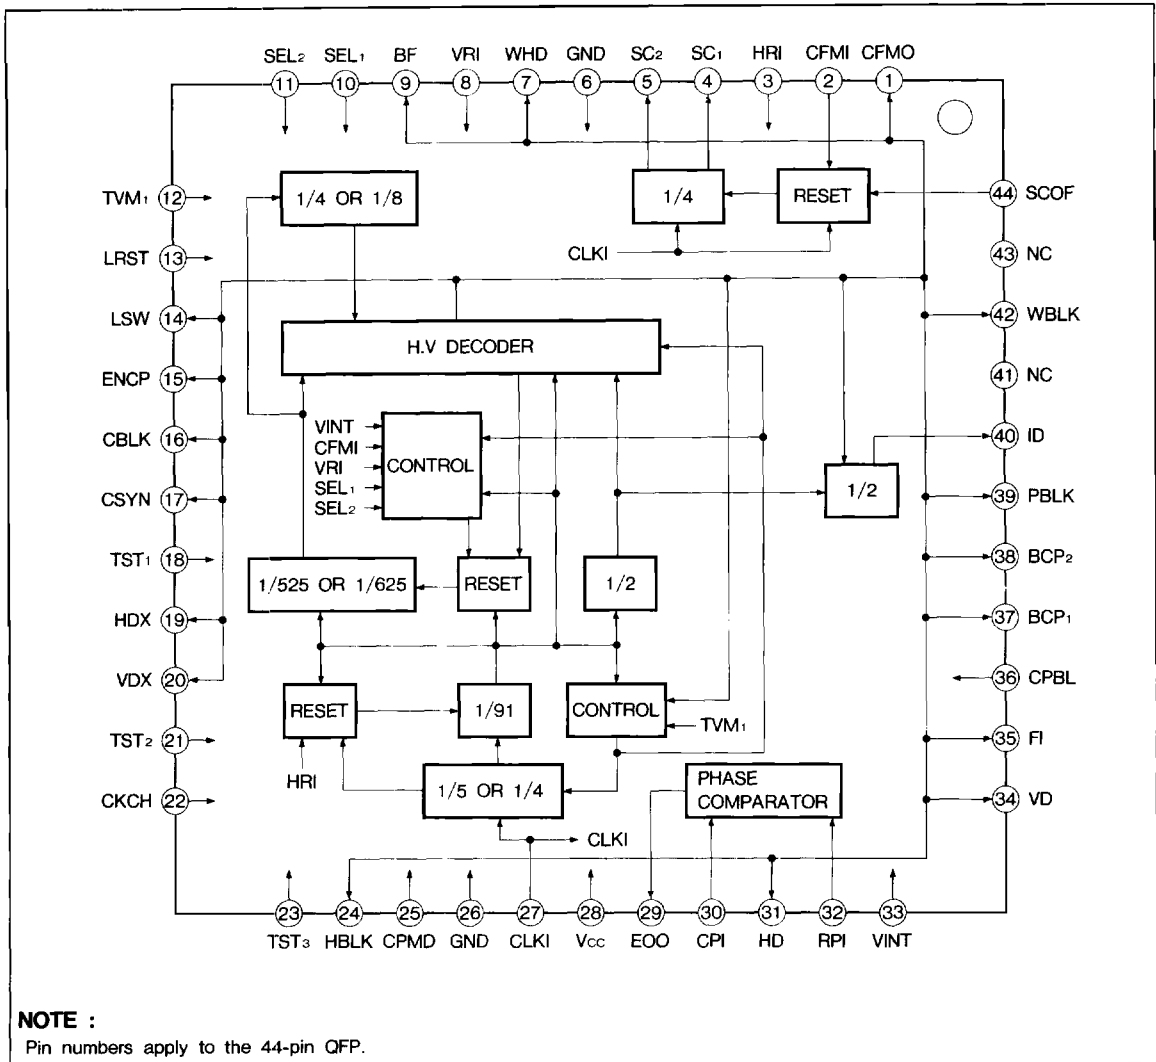 SEL2 SEL1 BF VRI WHD GND SC2 SC1 HRI CFMI CFMO
11 10 9 8 7 6 5 4 3 2 1
TVM1 12
1/4 OR 1/8
1/4
RESET
44 SCOF
LRST 13
CLKI
43 NC
LSW 14
42 WBLK
H.V DECODER
ENCP 15
41 NC
VINT
CFMI
VRI
SEL1
SEL2
CONTROL
CBLK 16
40 ID
1/2
CSYN 17
39 PBLK
TST1 18
1/525 OR 1/625
RESET
1/2
38 BCP2
HDX 19
37 BCP1
VDX 20
36 CPBL
RESET
1/91
CONTROL
TVM1
TST2 21
35 FI
HRI
1/5 OR 1/4
PHASE
COMPARATOR
CKCH 22
34 VD
CLKI
23 24 25 26 27 28 29 30 31 32 33
TST3 HBLK CPMD GND CLKI VCC EOO CPI HD RPI VINT
NOTE :
Pin numbers apply to the 44-pin QFP.